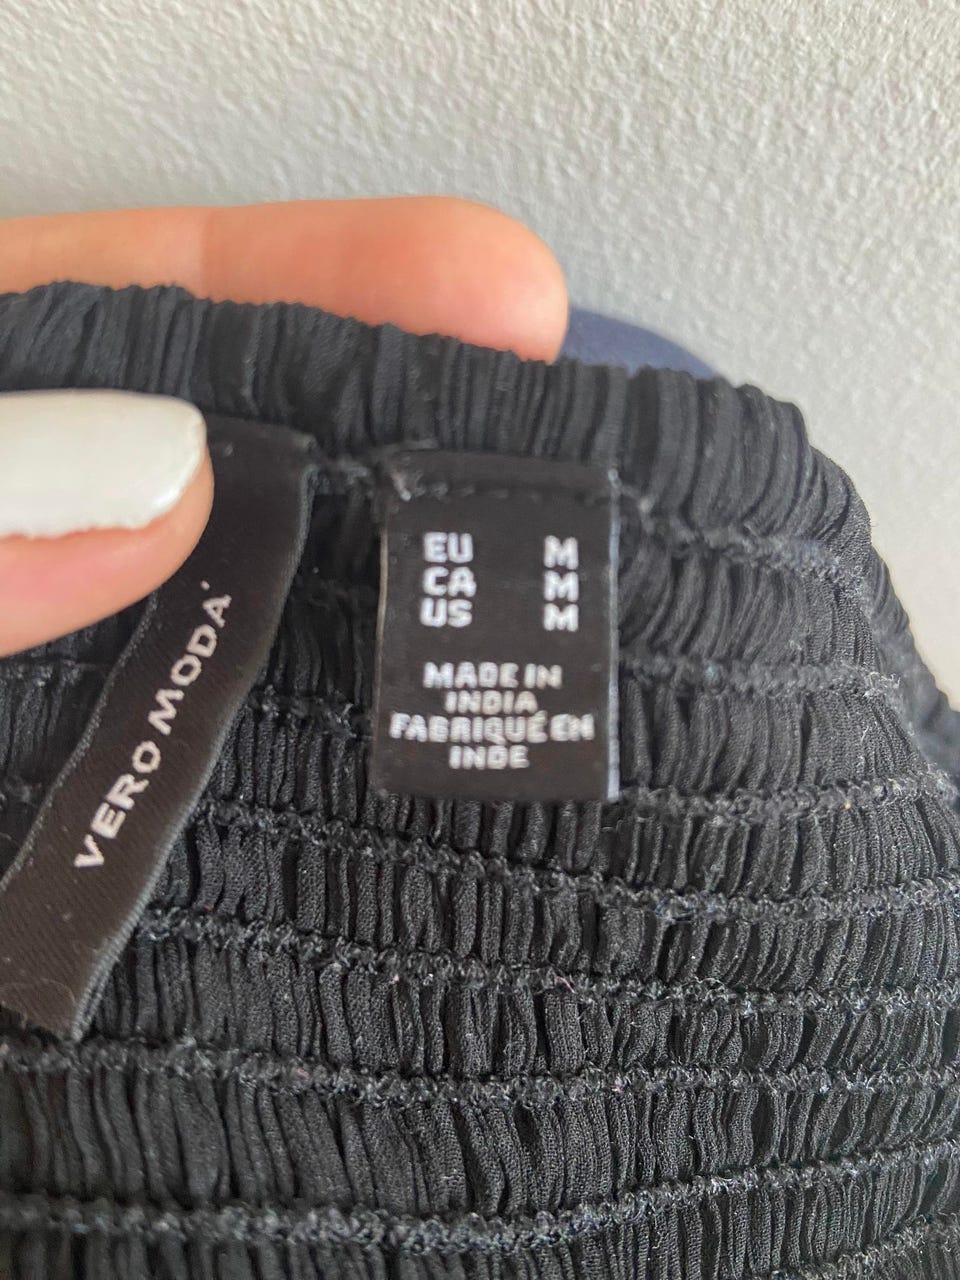 VERO MODA
EU M
CA M
US M
MADE IN
INDIA
FABRIQUÉ EN
INDE